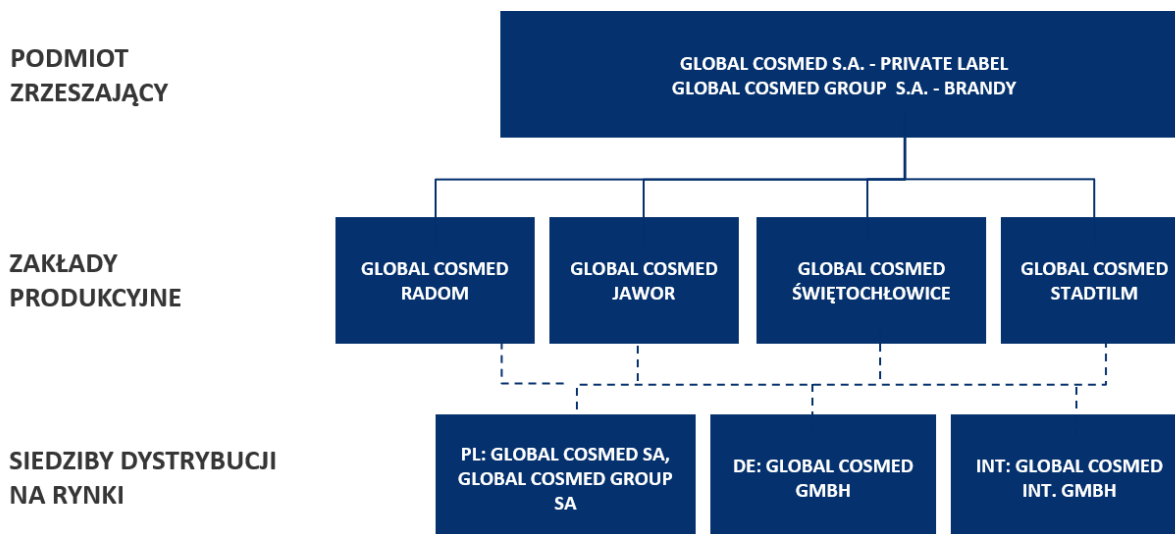 PODMIOT
ZRZESZAJĄCY
GLOBAL COSMED S.A. - PRIVATE LABEL
GLOBAL COSMED GROUP S.A. - BRANDY
ZAKŁADY
PRODUKCYJNE
GLOBAL COSMED
RADOM
GLOBAL COSMED
JAWOR
GLOBAL COSMED
ŚWIĘTOCHŁOWICE
GLOBAL COSMED
STADTILM
SIEDZIBY DYSTRYBUCJI
NA RYNKI
PL: GLOBAL COSMED SA,
GLOBAL COSMED GROUP
SA
DE: GLOBAL COSMED
GMBH
INT: GLOBAL COSMED
INT. GMBH